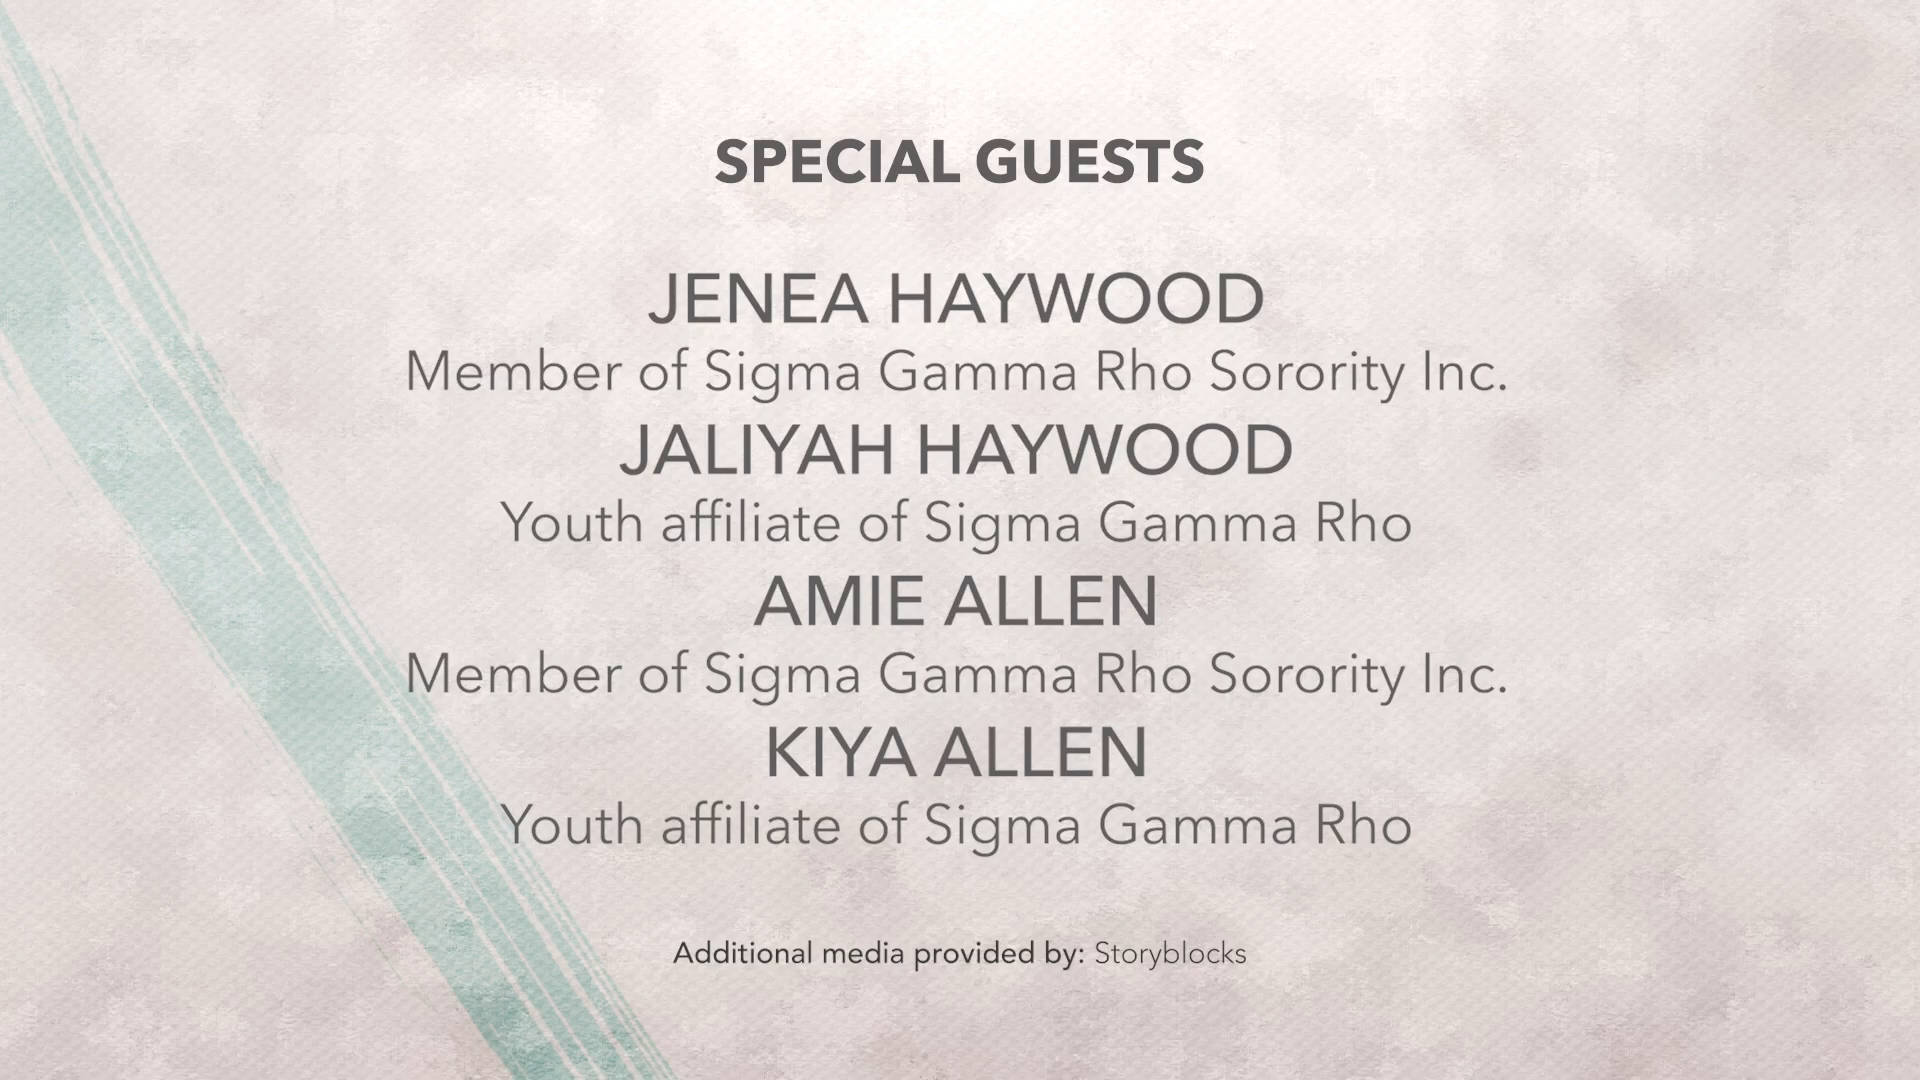 SPECIAL GUESTS
JENEA HAYWOOD
Member of Sigma Gamma Rho Sorority Inc.
JALIYAH HAYWOOD
Youth affiliate of Sigma Gamma Rho
AMIE ALLEN
Member of Sigma Gamma Rho Sorority Inc.
KIYA ALLEN
Youth affiliate of Sigma Gamma Rho
Additional media provided by: Storyblocks